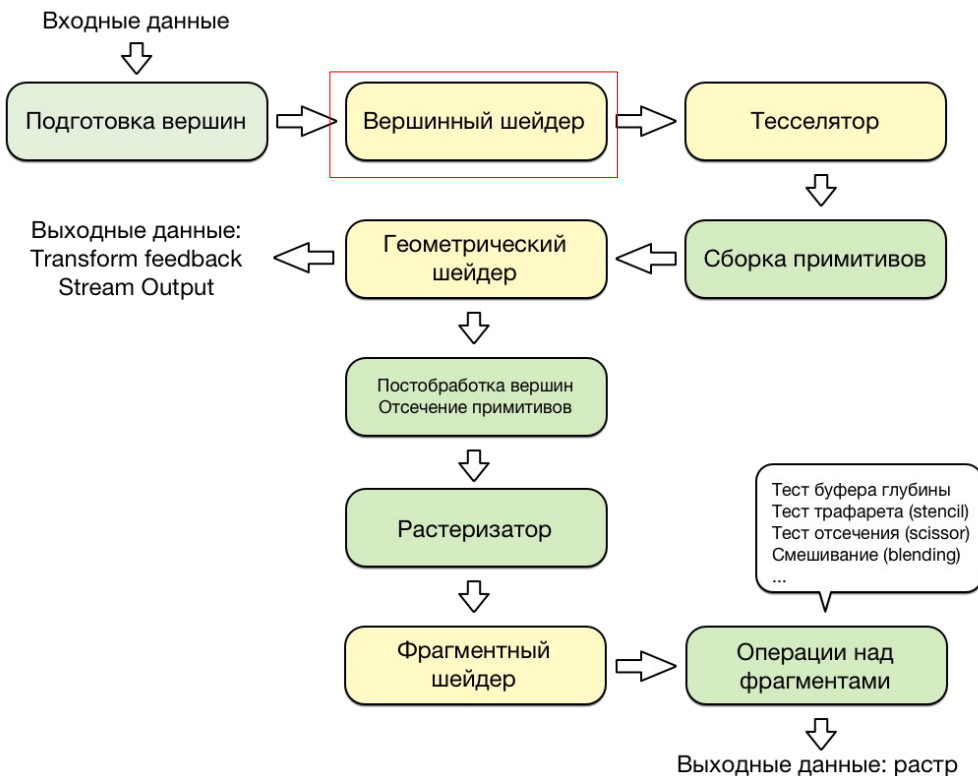 Входные данные
Подготовка вершин
Вершинный шейдер
Тесселятор
Выходные данные:
Transform feedback
Stream Output
Геометрический
шейдер
Сборка примитивов
Постобработка вершин
Отсечение примитивов
Растеризатор
Тест буфера глубины
Тест трафарета (stencil)
Тест отсечения (scissor)
Смешивание (blending)
...
Фрагментный
шейдер
Операции над
фрагментами
Выходные данные: растр